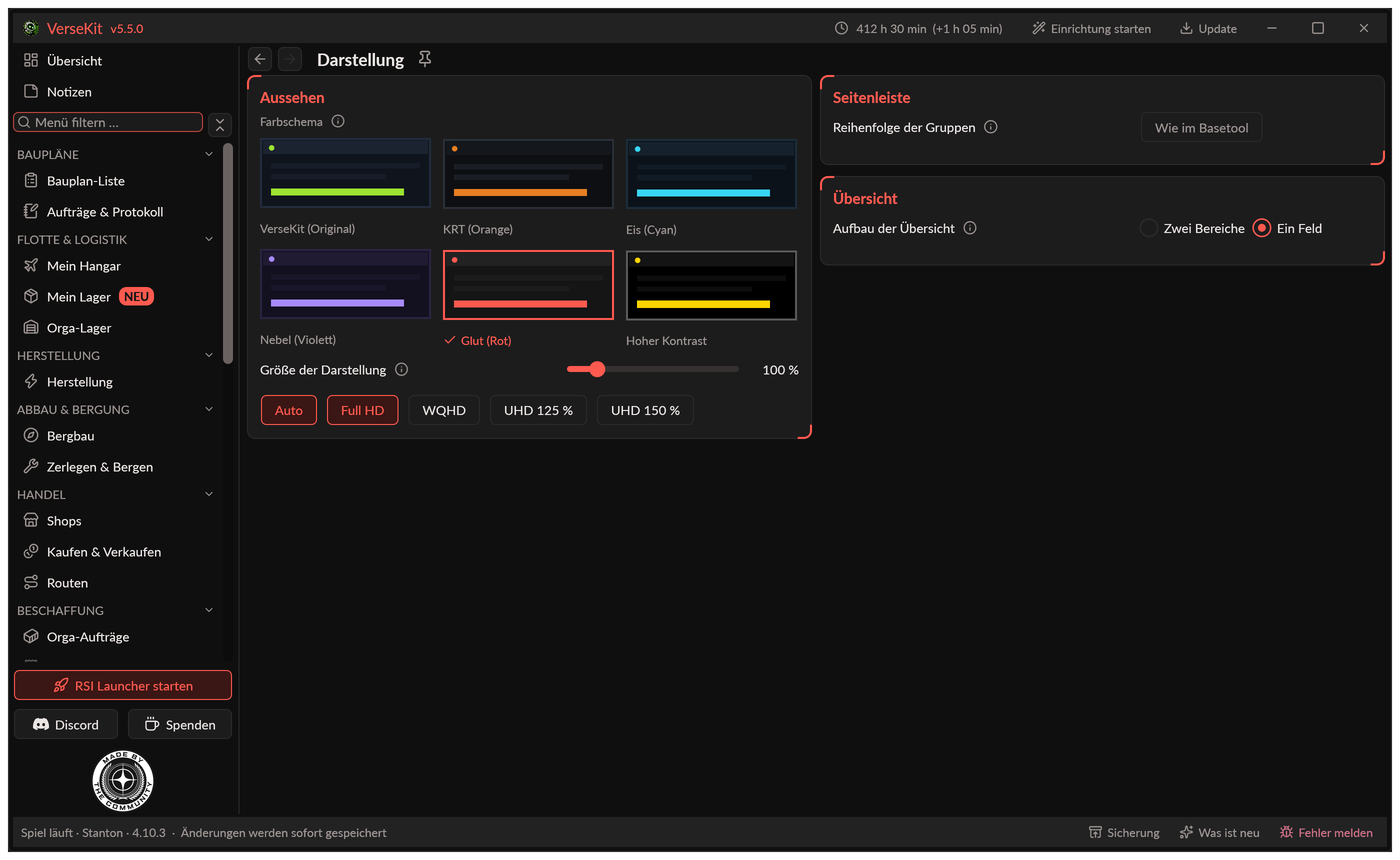 VerseKit v5.5.0
412 h 30 min (+1 h 05 min)
Einrichtung starten
Update
Übersicht
Notizen
Menü filtern ...
BAUPLÄNE
Bauplan-Liste
Aufträge & Protokoll
FLOTTE & LOGISTIK
Mein Hangar
Mein Lager NEU
Orga-Lager
HERSTELLUNG
Herstellung
ABBAU & BERGUNG
Bergbau
Zerlegen & Bergen
HANDEL
Shops
Kaufen & Verkaufen
Routen
BESCHAFFUNG
Orga-Aufträge
RSI Launcher starten
Discord
Spenden
MADE BY
THE COMMUNITY
Darstellung
Aussehen
Farbschema
VerseKit (Original)
KRT (Orange)
Eis (Cyan)
Nebel (Violett)
Glut (Rot)
Hoher Kontrast
Größe der Darstellung
100 %
Auto
Full HD
WQHD
UHD 125 %
UHD 150 %
Seitenleiste
Reihenfolge der Gruppen
Wie im Basetool
Übersicht
Aufbau der Übersicht
Zwei Bereiche
Ein Feld
Spiel läuft · Stanton · 4.10.3 · Änderungen werden sofort gespeichert
Sicherung
Was ist neu
Fehler melden